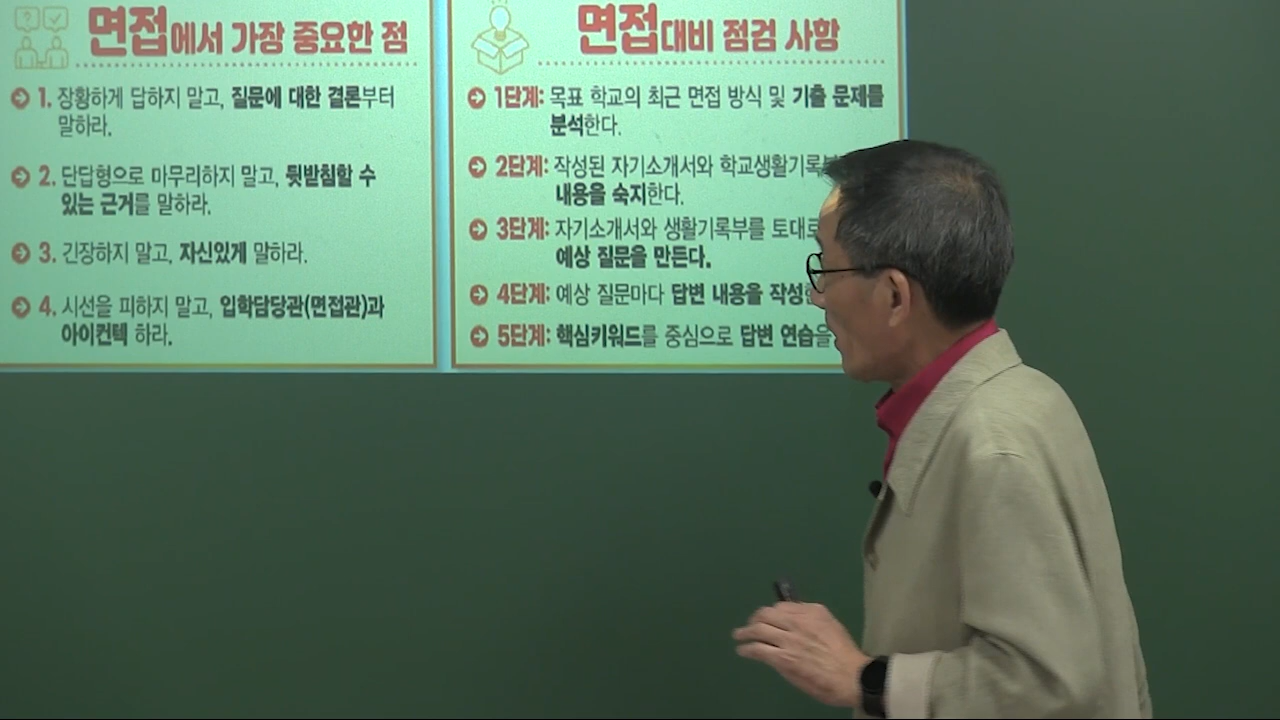 면접에서 가장 중요한 점
1. 장황하게 답하지 말고, 질문에 대한 결론부터
말하라.
2. 단답형으로 마무리하지 말고, 뒷받침할 수
있는 근거를 말하라.
3. 긴장하지 말고, 자신있게 말하라.
4. 시선을 피하지 말고, 입학담당관(면접관)과
아이컨텍 하라.
면접대비 점검 사항
1단계: 목표 학교의 최근 면접 방식 및 기출 문제를
분석한다.
2단계: 작성된 자기소개서와 학교생활기록부
내용을 숙지한다.
3단계: 자기소개서와 생활기록부를 토대로
예상 질문을 만든다.
4단계: 예상 질문마다 답변 내용을 작성
5단계: 핵심키워드를 중심으로 답변 연습을